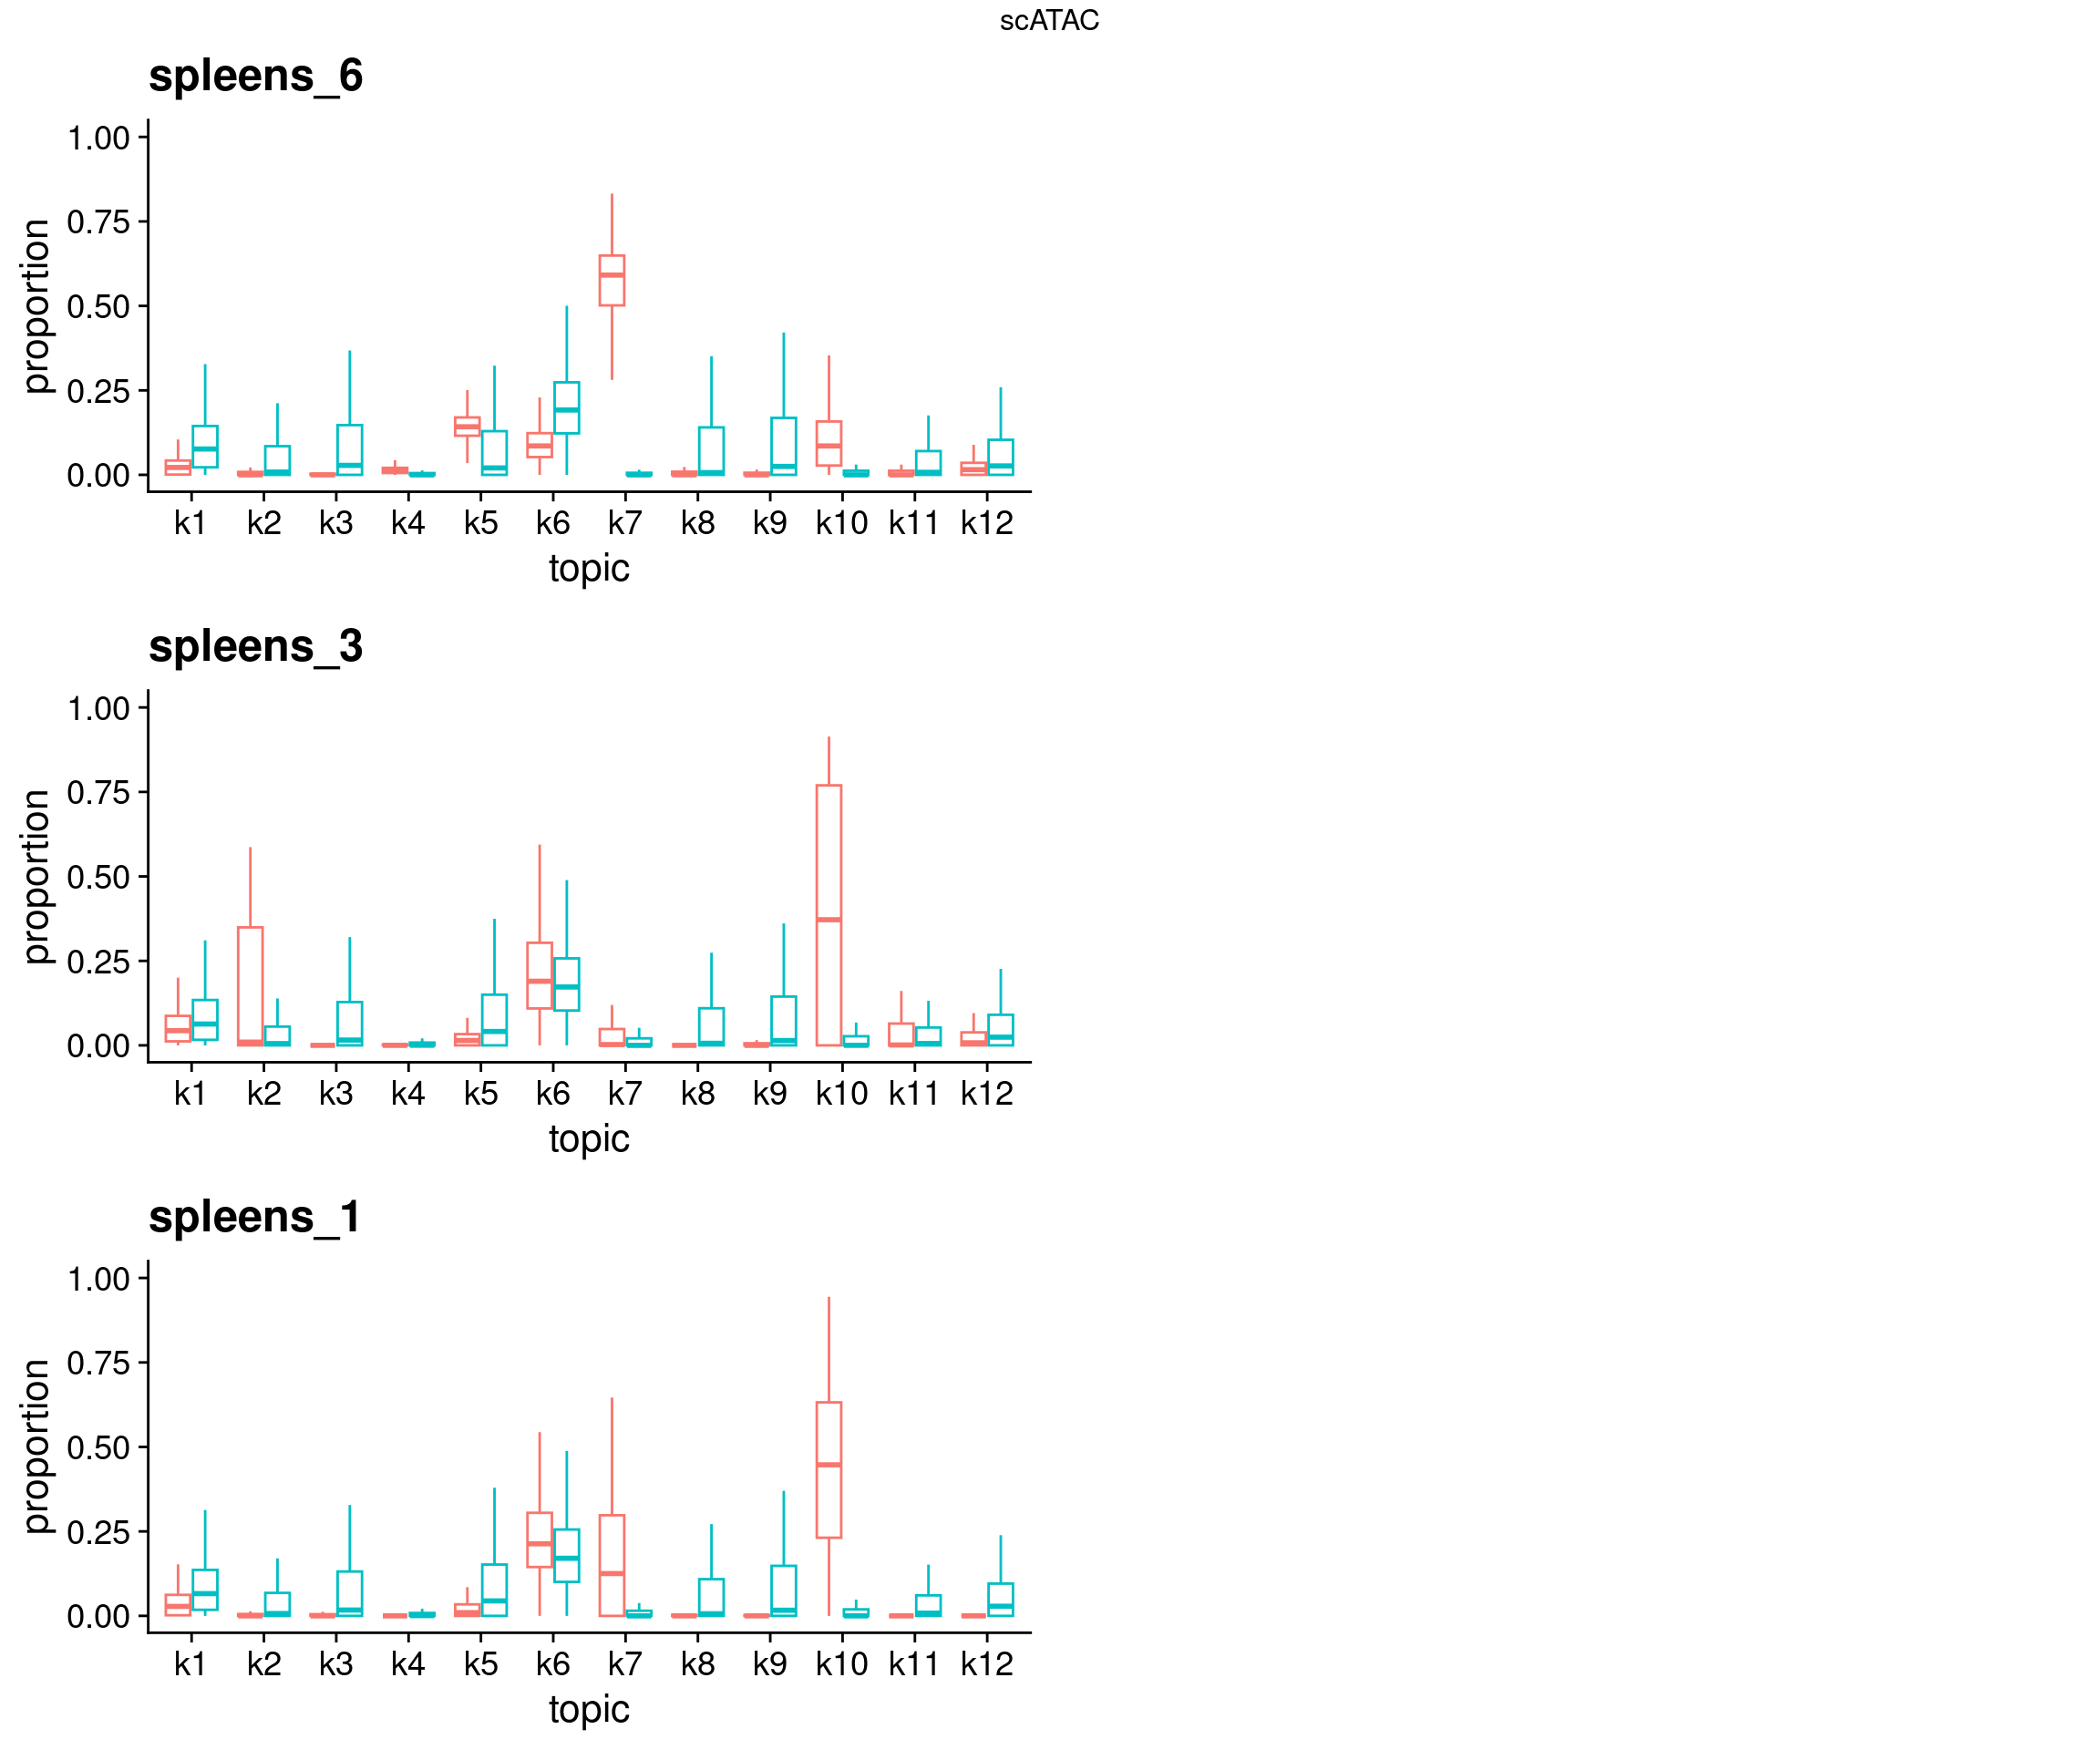 scATAC
spleens_6
proportion
1.00
0.75
0.50
0.25
0.00
k1 k2 k3 k4 k5 k6 k7 k8 k9 k10 k11 k12
topic
spleens_3
proportion
1.00
0.75
0.50
0.25
0.00
k1 k2 k3 k4 k5 k6 k7 k8 k9 k10 k11 k12
topic
spleens_1
proportion
1.00
0.75
0.50
0.25
0.00
k1 k2 k3 k4 k5 k6 k7 k8 k9 k10 k11 k12
topic